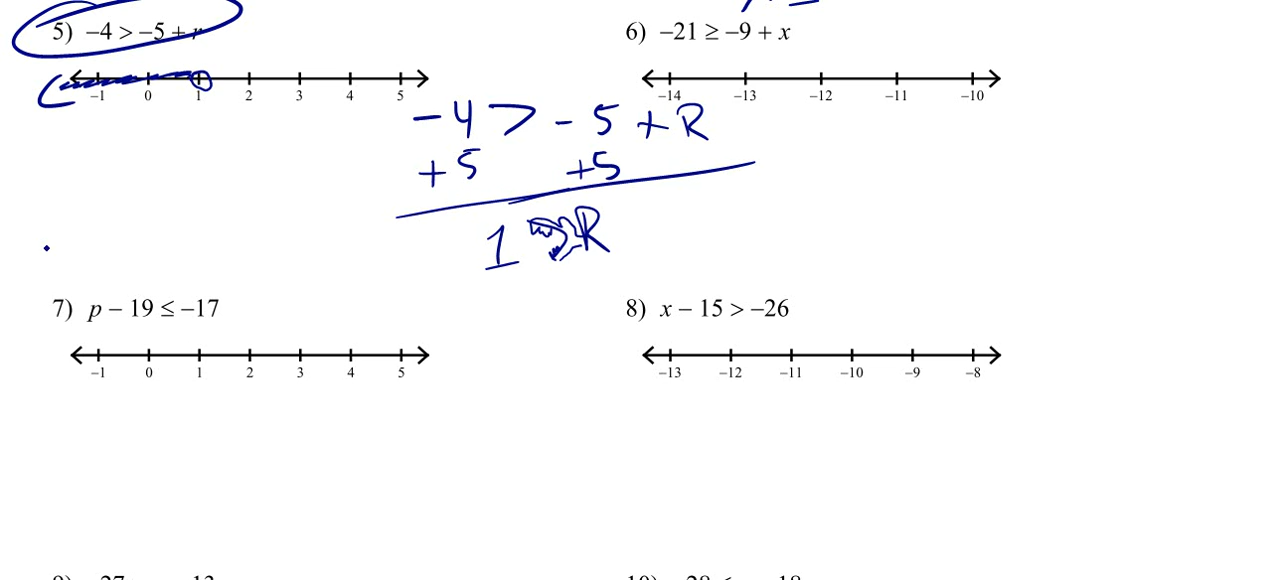 5) –4 > –5 + r
6) –21 ≥ –9 + x
–1 0 1 2 3 4 5
–14 –13 –12 –11 –10
-4 > -5 + R
+5 +5
1 > R
7) p – 19 ≤ –17
8) x – 15 > –26
–1 0 1 2 3 4 5
–13 –12 –11 –10 –9 –8